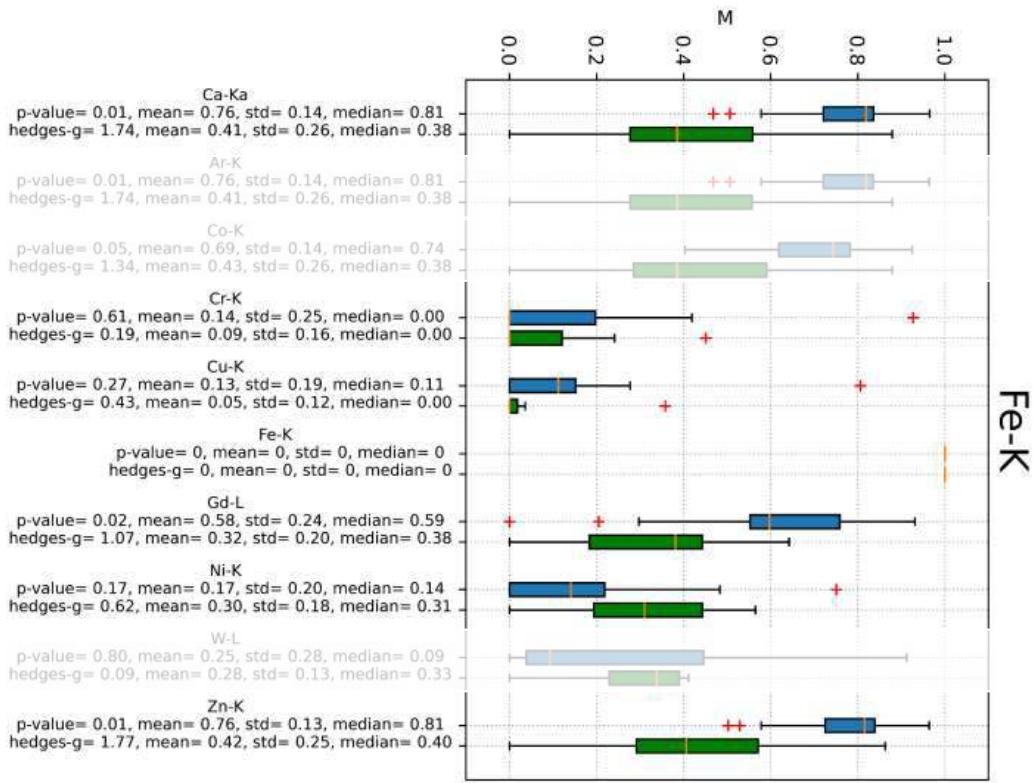 M
0.0 0.2 0.4 0.6 0.8 1.0
Ca-Ka
p-value= 0.01, mean= 0.76, std= 0.14, median= 0.81
hedges-g= 1.74, mean= 0.41, std= 0.26, median= 0.38
Ar-K
p-value= 0.01, mean= 0.76, std= 0.14, median= 0.81
hedges-g= 1.74, mean= 0.41, std= 0.26, median= 0.38
Co-K
p-value= 0.05, mean= 0.69, std= 0.14, median= 0.74
hedges-g= 1.34, mean= 0.43, std= 0.26, median= 0.38
Cr-K
p-value= 0.61, mean= 0.14, std= 0.25, median= 0.00
hedges-g= 0.19, mean= 0.09, std= 0.16, median= 0.00
Cu-K
p-value= 0.27, mean= 0.13, std= 0.19, median= 0.11
hedges-g= 0.43, mean= 0.05, std= 0.12, median= 0.00
Fe-K
p-value= 0, mean= 0, std= 0, median= 0
hedges-g= 0, mean= 0, std= 0, median= 0
Gd-L
p-value= 0.02, mean= 0.58, std= 0.24, median= 0.59
hedges-g= 1.07, mean= 0.32, std= 0.20, median= 0.38
Ni-K
p-value= 0.17, mean= 0.17, std= 0.20, median= 0.14
hedges-g= 0.62, mean= 0.30, std= 0.18, median= 0.31
W-L
p-value= 0.80, mean= 0.25, std= 0.28, median= 0.09
hedges-g= 0.09, mean= 0.28, std= 0.13, median= 0.33
Zn-K
p-value= 0.01, mean= 0.76, std= 0.13, median= 0.81
hedges-g= 1.77, mean= 0.42, std= 0.25, median= 0.40
Fe-K